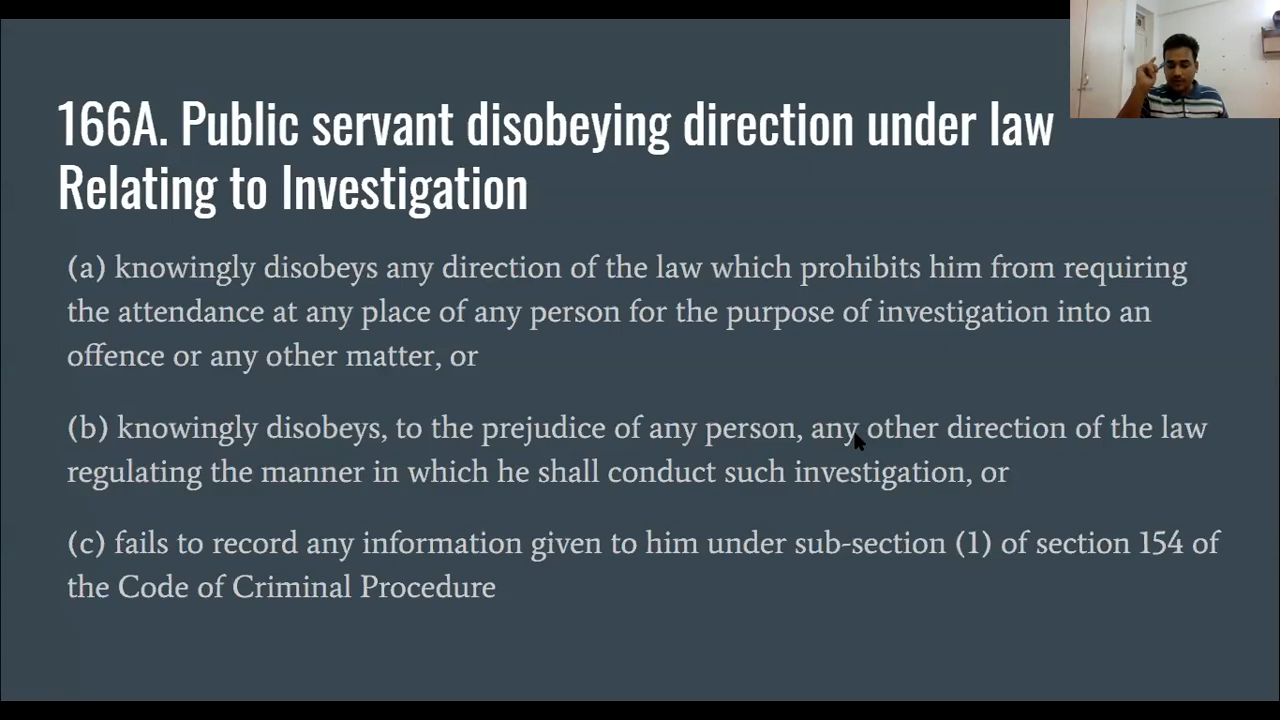 166A. Public servant disobeying direction under law
Relating to Investigation
(a) knowingly disobeys any direction of the law which prohibits him from requiring
the attendance at any place of any person for the purpose of investigation into an
offence or any other matter, or
(b) knowingly disobeys, to the prejudice of any person, any other direction of the law
regulating the manner in which he shall conduct such investigation, or
(c) fails to record any information given to him under sub-section (1) of section 154 of
the Code of Criminal Procedure